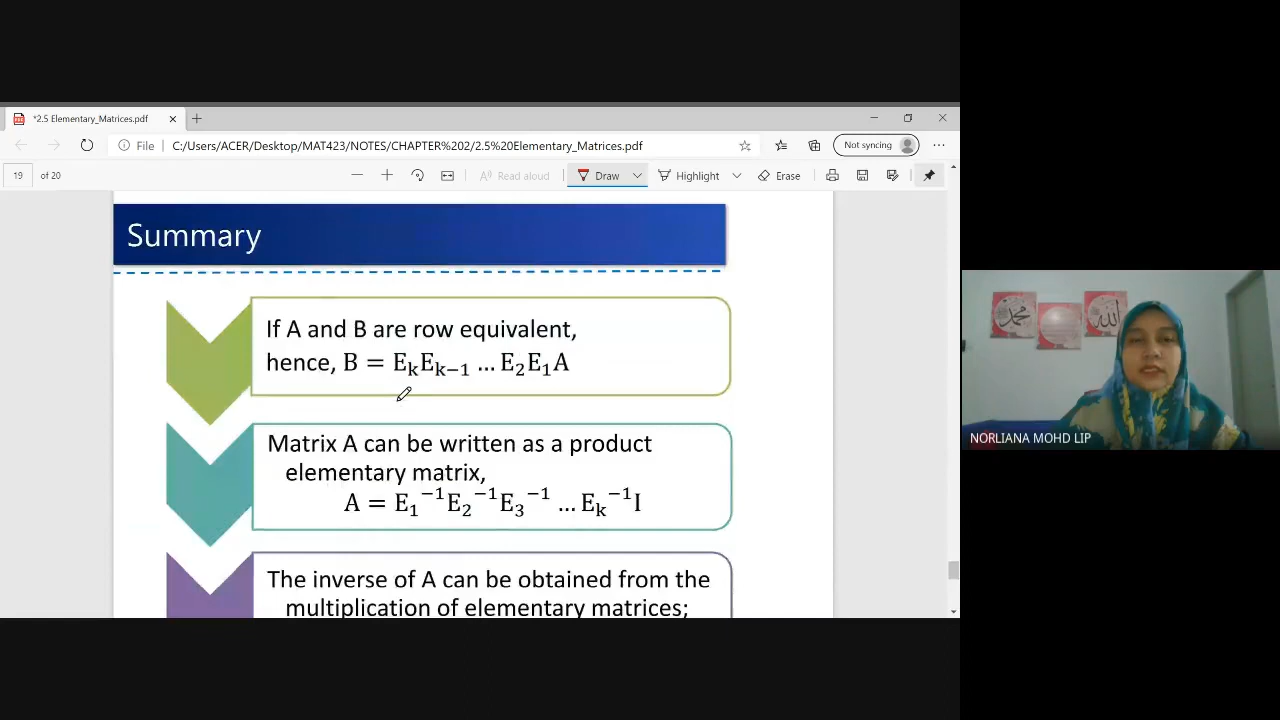 *2.5 Elementary_Matrices.pdf
File | C:/Users/ACER/Desktop/MAT423/NOTES/CHAPTER%202/2.5%20Elementary_Matrices.pdf
Not syncing
19 of 20
Read aloud
Draw
Highlight
Erase
Summary
If A and B are row equivalent,
hence, B = EₖEₖ₋₁ … E₂E₁A
Matrix A can be written as a product
elementary matrix,
A = E₁⁻¹E₂⁻¹E₃⁻¹ … Eₖ⁻¹I
The inverse of A can be obtained from the
multiplication of elementary matrices;
محمد
الله
NORLIANA MOHD LIP